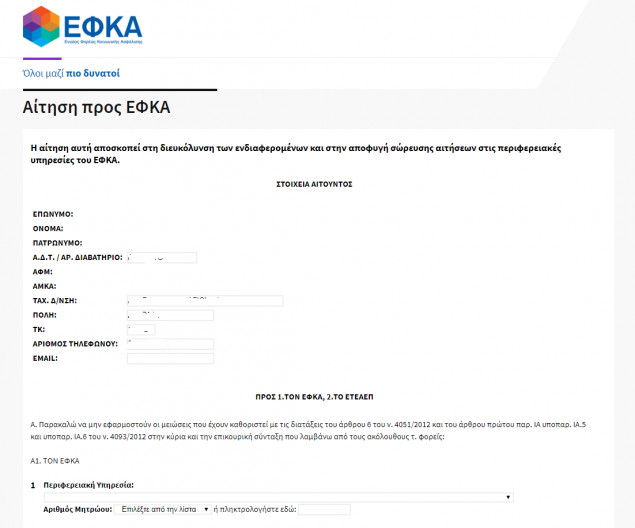 ΕΦΚΑ
Ενιαίος Φορέας Κοινωνικής Ασφάλισης
Όλοι μαζί πιο δυνατοί
Αίτηση προς ΕΦΚΑ
Η αίτηση αυτή αποσκοπεί στη διευκόλυνση των ενδιαφερομένων και στην αποφυγή σώρευσης αιτήσεων στις περιφερειακές
υπηρεσίες του ΕΦΚΑ.
ΣΤΟΙΧΕΙΑ ΑΙΤΟΥΝΤΟΣ
ΕΠΩΝΥΜΟ:
ΟΝΟΜΑ:
ΠΑΤΡΩΝΥΜΟ:
Α.Δ.Τ. / ΑΡ. ΔΙΑΒΑΤΗΡΙΟ:
ΑΦΜ:
ΑΜΚΑ:
ΤΑΧ. Δ/ΝΣΗ:
ΠΟΛΗ:
ΤΚ:
ΑΡΙΘΜΟΣ ΤΗΛΕΦΩΝΟΥ:
EMAIL:
ΠΡΟΣ 1.ΤΟΝ ΕΦΚΑ, 2.ΤΟ ΕΤΕΑΕΠ
Α. Παρακαλώ να μην εφαρμοστούν οι μειώσεις που έχουν καθοριστεί με τις διατάξεις του άρθρου 6 του ν. 4051/2012 και του άρθρου πρώτου παρ. ΙΑ υποπαρ. ΙΑ.5
και υποπαρ. ΙΑ.6 του ν. 4093/2012 στην κύρια και την επικουρική σύνταξη που λαμβάνω από τους ακόλουθους τ. φορείς:
Α1. ΤΟΝ ΕΦΚΑ
1 Περιφερειακή Υπηρεσία:
Αριθμός Μητρώου: Επιλέξτε από την λίστα ή πληκτρολογήστε εδώ: